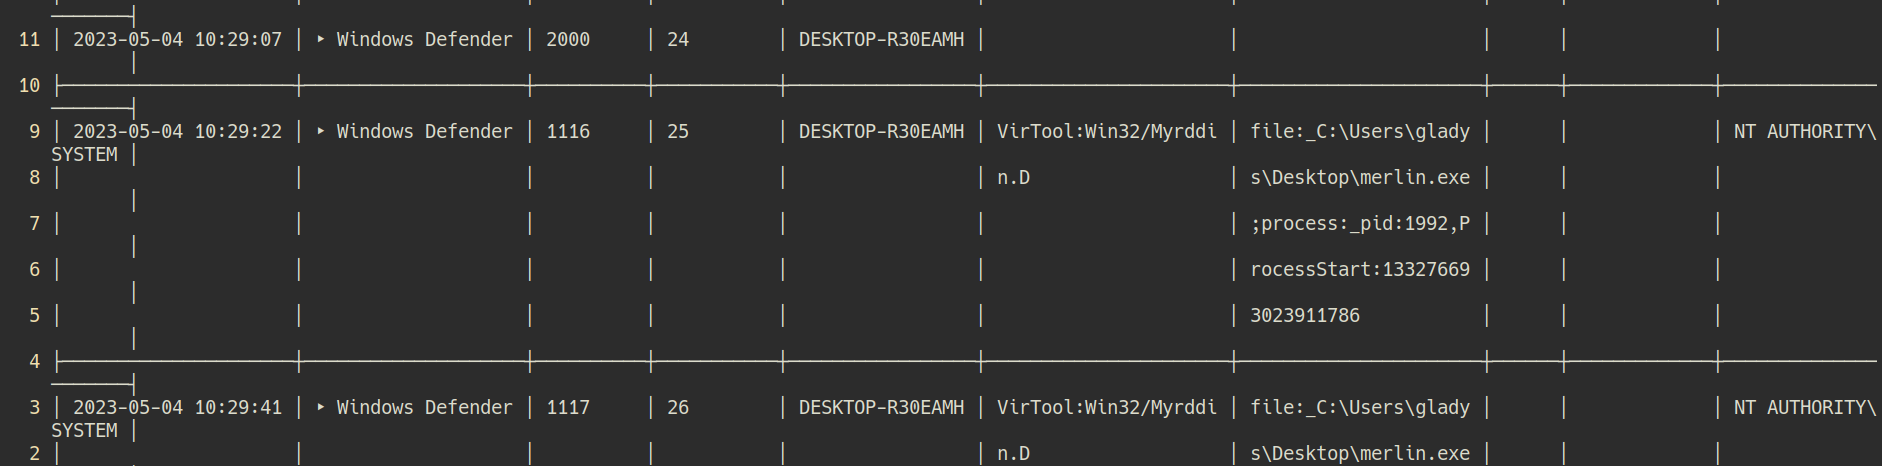 11 │ 2023-05-04 10:29:07 │ ‣ Windows Defender │ 2000 │ 24 │ DESKTOP-R30EAMH │ │ │ │ │
10
9 │ 2023-05-04 10:29:22 │ ‣ Windows Defender │ 1116 │ 25 │ DESKTOP-R30EAMH │ VirTool:Win32/Myrddi │ file:_C:\Users\glady │ │ │ NT AUTHORITY\
SYSTEM │
8 │ │ │ │ │ │ n.D │ s\Desktop\merlin.exe │ │ │
7 │ │ │ │ │ │ │ ;process:_pid:1992,P │ │ │
6 │ │ │ │ │ │ │ rocessStart:13327669 │ │ │
5 │ │ │ │ │ │ │ 3023911786 │ │ │
4
3 │ 2023-05-04 10:29:41 │ ‣ Windows Defender │ 1117 │ 26 │ DESKTOP-R30EAMH │ VirTool:Win32/Myrddi │ file:_C:\Users\glady │ │ │ NT AUTHORITY\
SYSTEM │
2 │ │ │ │ │ │ n.D │ s\Desktop\merlin.exe │ │ │